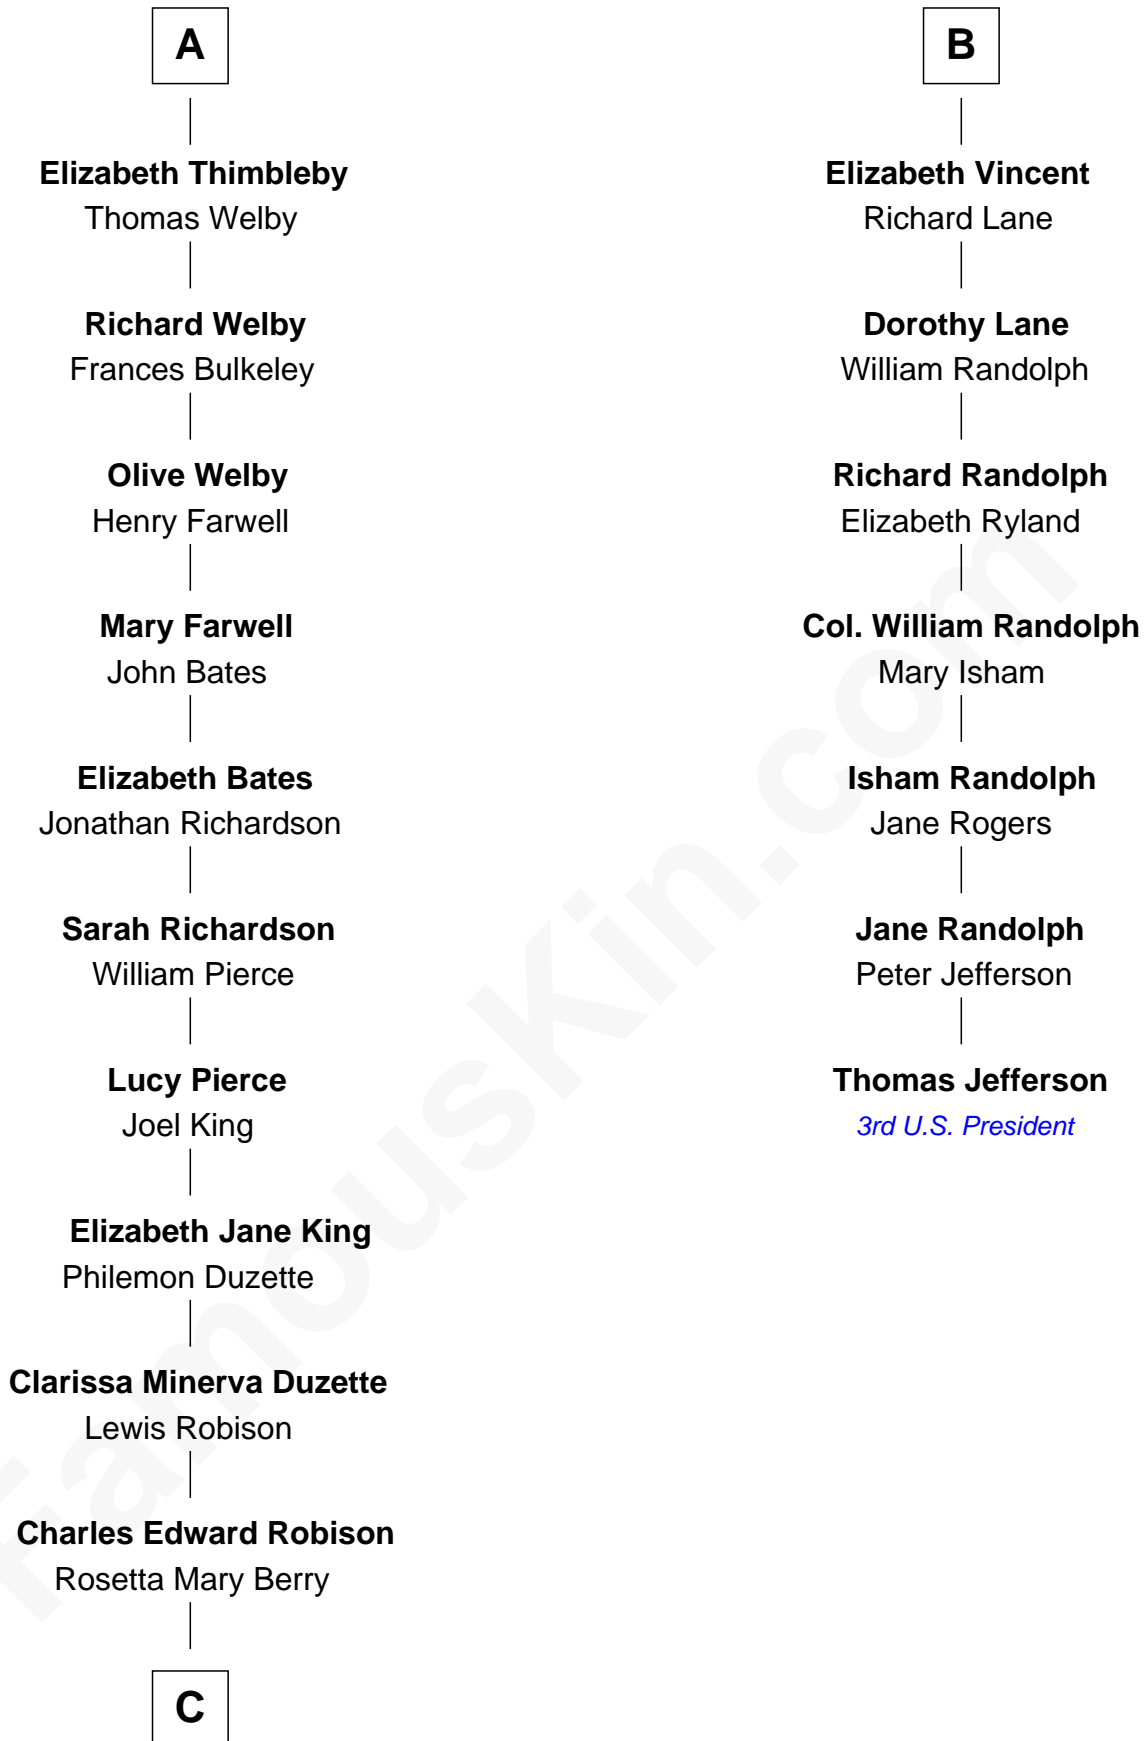 A
Elizabeth Thimbleby
Thomas Welby
Richard Welby
Frances Bulkeley
Olive Welby
Henry Farwell
Mary Farwell
John Bates
Elizabeth Bates
Jonathan Richardson
Sarah Richardson
William Pierce
Lucy Pierce
Joel King
Elizabeth Jane King
Philemon Duzette
Clarissa Minerva Duzette
Lewis Robison
Charles Edward Robison
Rosetta Mary Berry
C
B
Elizabeth Vincent
Richard Lane
Dorothy Lane
William Randolph
Richard Randolph
Elizabeth Ryland
Col. William Randolph
Mary Isham
Isham Randolph
Jane Rogers
Jane Randolph
Peter Jefferson
Thomas Jefferson
3rd U.S. President
FamousKin.com